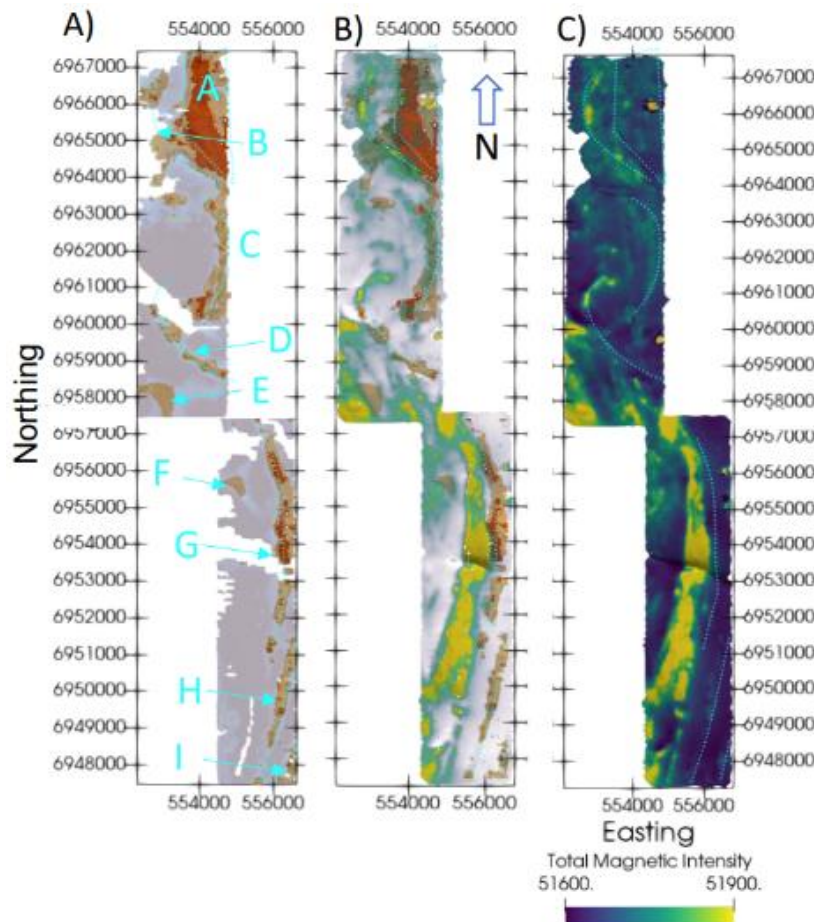 A) B) C)
554000 556000 554000 556000 554000 556000
N
Northing
6967000
6966000
6965000
6964000
6963000
6962000
6961000
6960000
6959000
6958000
6957000
6956000
6955000
6954000
6953000
6952000
6951000
6950000
6949000
6948000
A
B
C
D
E
F
G
H
I
6967000
6966000
6965000
6964000
6963000
6962000
6961000
6960000
6959000
6958000
6957000
6956000
6955000
6954000
6953000
6952000
6951000
6950000
6949000
6948000
554000 556000 554000 556000 554000 556000
Easting
Total Magnetic Intensity
51600. 51900.